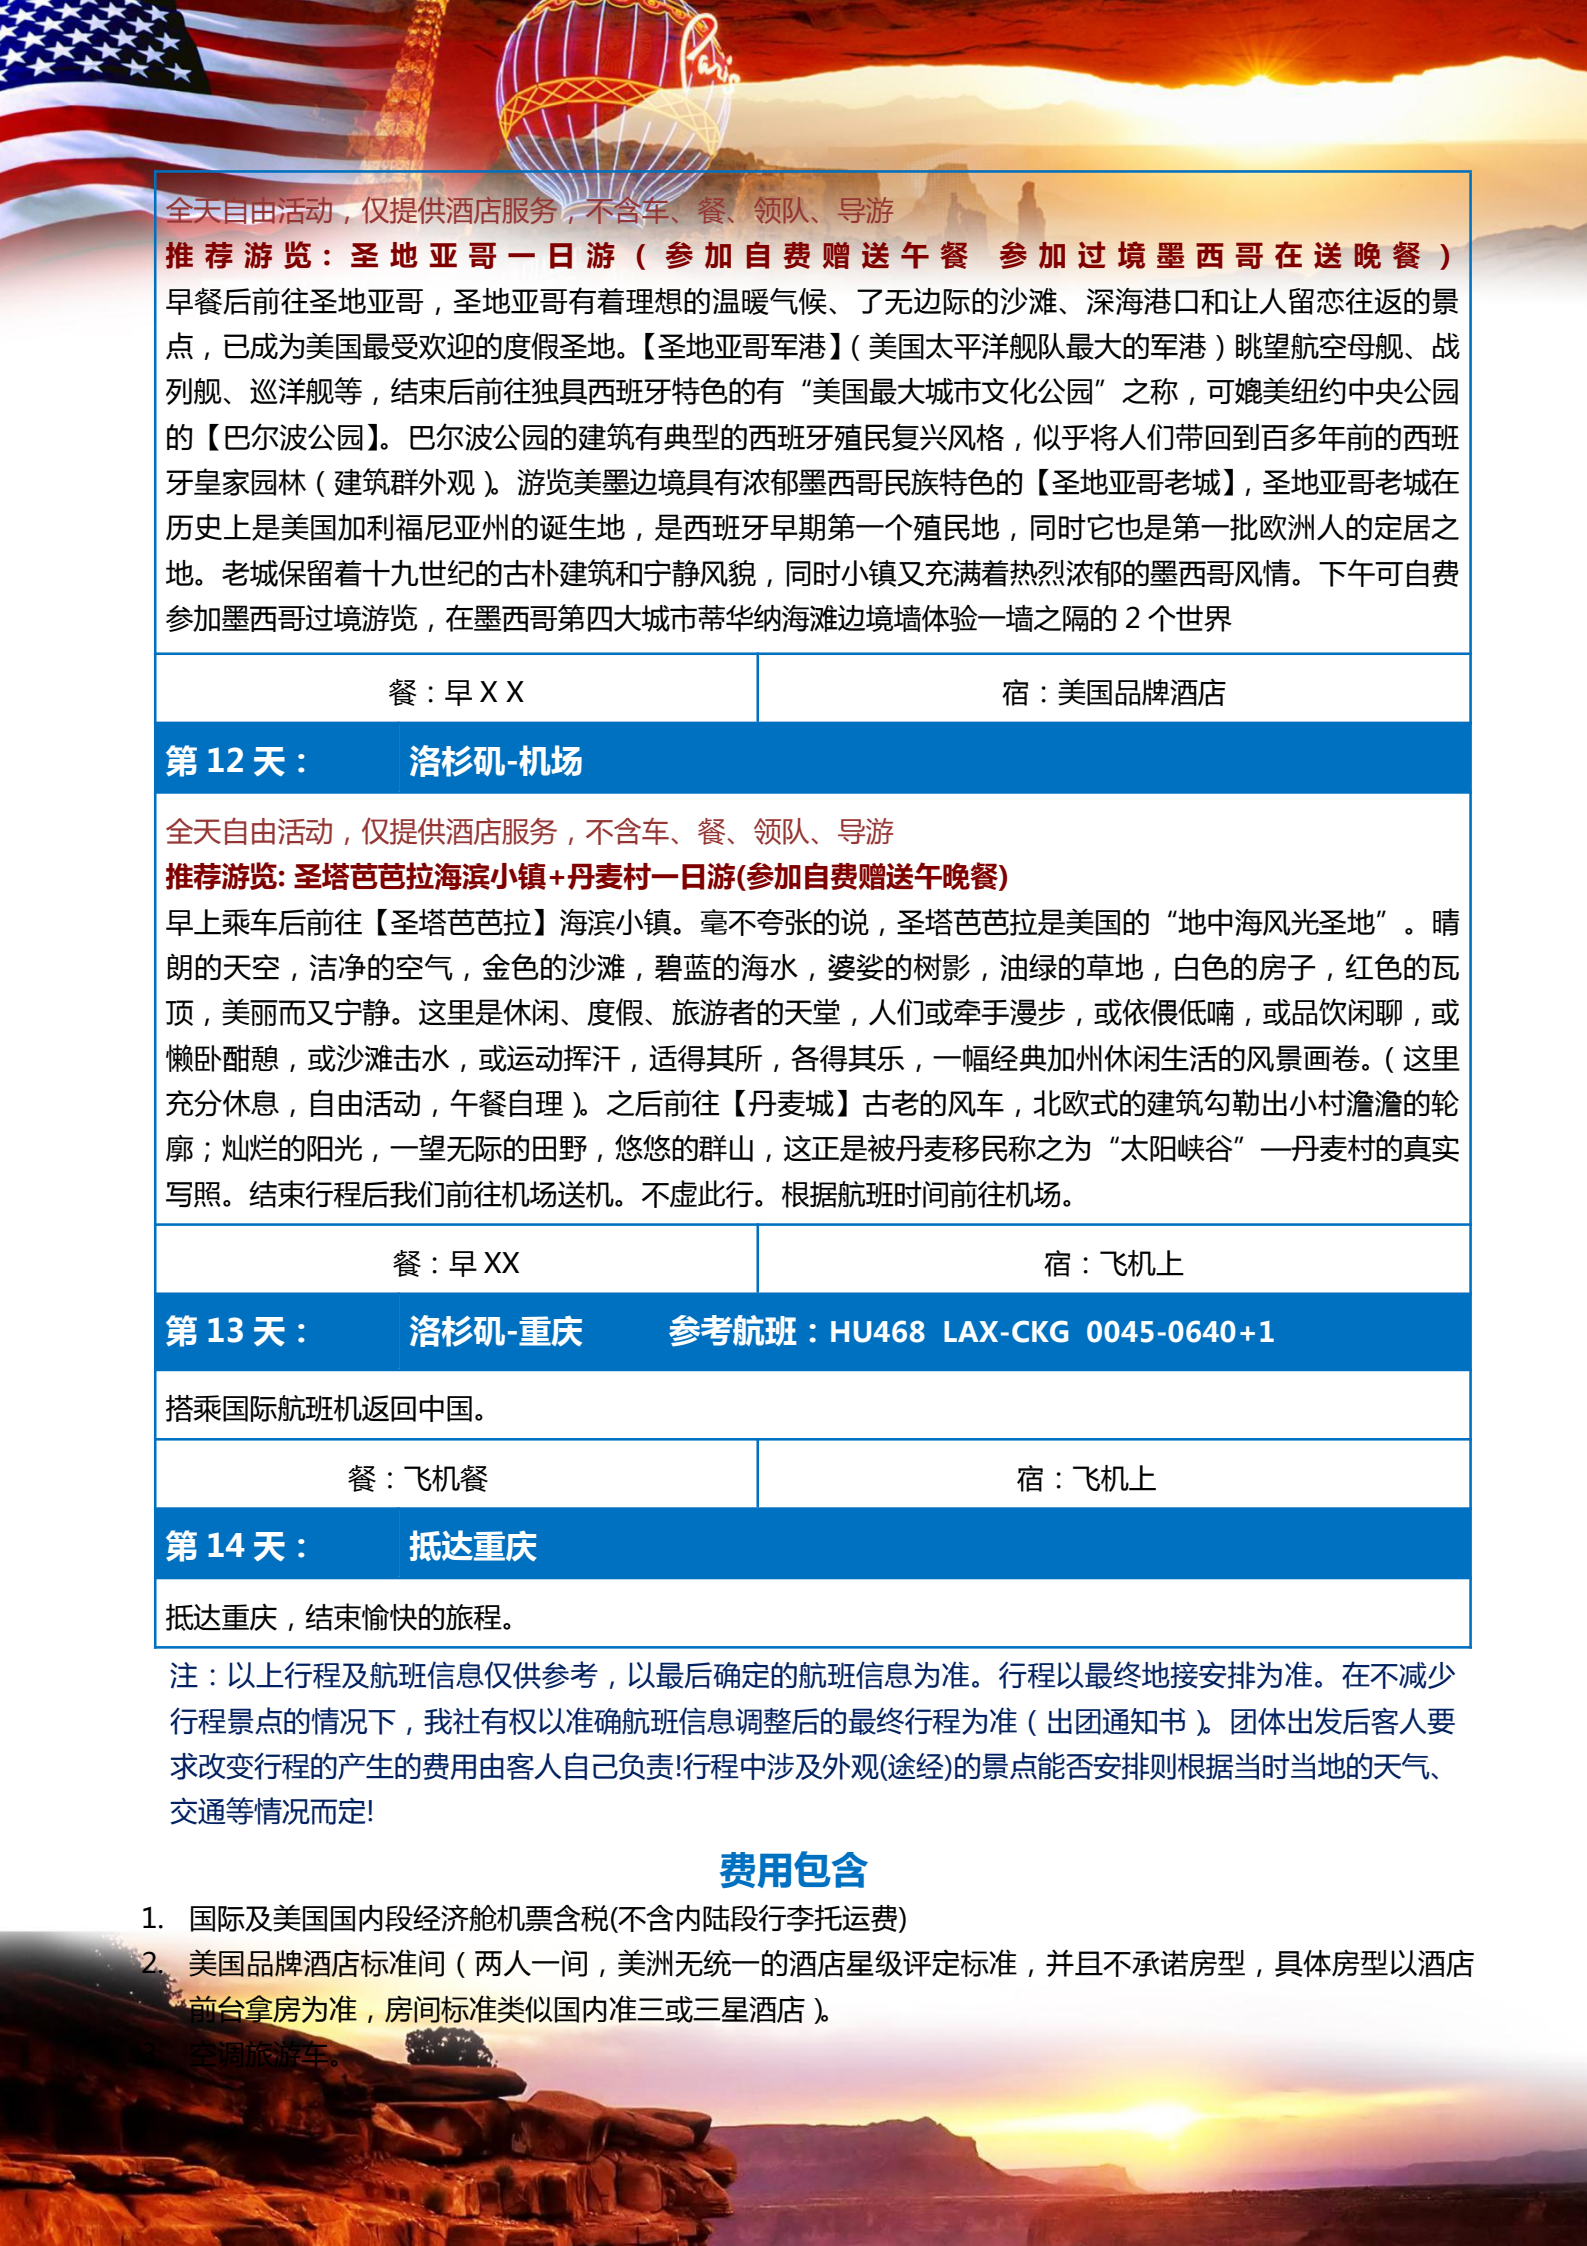 Paris
全天自由活动，仅提供酒店服务，不含车、餐、领队、导游
推荐游览：圣地亚哥一日游（参加自费赠送午餐 参加过境墨西哥在送晚餐）
早餐后前往圣地亚哥，圣地亚哥有着理想的温暖气候、了无边际的沙滩、深海港口和让人留恋往返的景
点，已成为美国最受欢迎的度假圣地。【圣地亚哥军港】（美国太平洋舰队最大的军港）眺望航空母舰、战
列舰、巡洋舰等，结束后前往独具西班牙特色的有“美国最大城市文化公园”之称，可媲美纽约中央公园
的【巴尔波公园】。巴尔波公园的建筑有典型的西班牙殖民复兴风格，似乎将人们带回到百多年前的西班
牙皇家园林（建筑群外观）。游览美墨边境具有浓郁墨西哥民族特色的【圣地亚哥老城】，圣地亚哥老城在
历史上是美国加利福尼亚州的诞生地，是西班牙早期第一个殖民地，同时它也是第一批欧洲人的定居之
地。老城保留着十九世纪的古朴建筑和宁静风貌，同时小镇又充满着热烈浓郁的墨西哥风情。下午可自费
参加墨西哥过境游览，在墨西哥第四大城市蒂华纳海滩边境墙体验一墙之隔的 2 个世界
餐：早 X X 宿：美国品牌酒店
第 12 天： 洛杉矶-机场
全天自由活动，仅提供酒店服务，不含车、餐、领队、导游
推荐游览: 圣塔芭芭拉海滨小镇+丹麦村一日游(参加自费赠送午晚餐)
早上乘车后前往【圣塔芭芭拉】海滨小镇。毫不夸张的说，圣塔芭芭拉是美国的“地中海风光圣地”。晴
朗的天空，洁净的空气，金色的沙滩，碧蓝的海水，婆娑的树影，油绿的草地，白色的房子，红色的瓦
顶，美丽而又宁静。这里是休闲、度假、旅游者的天堂，人们或牵手漫步，或依偎低喃，或品饮闲聊，或
懒卧酣憩，或沙滩击水，或运动挥汗，适得其所，各得其乐，一幅经典加州休闲生活的风景画卷。（这里
充分休息，自由活动，午餐自理）。之后前往【丹麦城】古老的风车，北欧式的建筑勾勒出小村澹澹的轮
廓；灿烂的阳光，一望无际的田野，悠悠的群山，这正是被丹麦移民称之为“太阳峡谷”—丹麦村的真实
写照。结束行程后我们前往机场送机。不虚此行。根据航班时间前往机场。
餐：早 XX 宿：飞机上
第 13 天： 洛杉矶-重庆 参考航班：HU468 LAX-CKG 0045-0640+1
搭乘国际航班机返回中国。
餐：飞机餐 宿：飞机上
第 14 天： 抵达重庆
抵达重庆，结束愉快的旅程。
注：以上行程及航班信息仅供参考，以最后确定的航班信息为准。行程以最终地接安排为准。在不减少
行程景点的情况下，我社有权以准确航班信息调整后的最终行程为准（出团通知书）。团体出发后客人要
求改变行程的产生的费用由客人自己负责!行程中涉及外观(途经)的景点能否安排则根据当时当地的天气、
交通等情况而定!
费用包含
1. 国际及美国国内段经济舱机票含税(不含内陆段行李托运费)
2. 美国品牌酒店标准间（两人一间，美洲无统一的酒店星级评定标准，并且不承诺房型，具体房型以酒店
前台拿房为准，房间标准类似国内准三或三星酒店）。
3. 空调旅游车。